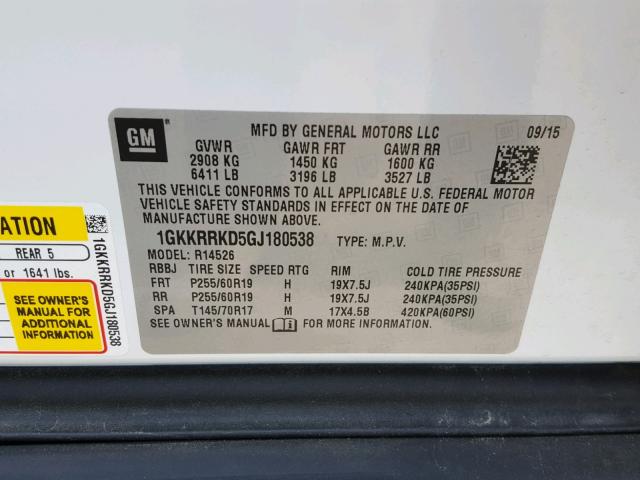 GM
MFD BY GENERAL MOTORS LLC 09/15
GVWR GAWR FRT GAWR RR
2908 KG 1450 KG 1600 KG
6411 LB 3196 LB 3527 LB
THIS VEHICLE CONFORMS TO ALL APPLICABLE U.S. FEDERAL MOTOR
VEHICLE SAFETY STANDARDS IN EFFECT ON THE DATE OF
MANUFACTURE SHOWN ABOVE.
1GKKRRKD5GJ180538 TYPE: M.P.V.
MODEL: R14526
RBBJ TIRE SIZE SPEED RTG RIM COLD TIRE PRESSURE
FRT P255/60R19 H 19X7.5J 240KPA(35PSI)
RR P255/60R19 H 19X7.5J 240KPA(35PSI)
SPA T145/70R17 M 17X4.5B 420KPA(60PSI)
SEE OWNER'S MANUAL FOR MORE INFORMATION.
ATION
REAR 5
or 1641 lbs.
SEE OWNER'S
MANUAL FOR
ADDITIONAL
INFORMATION
1GKKRRKD5GJ180538